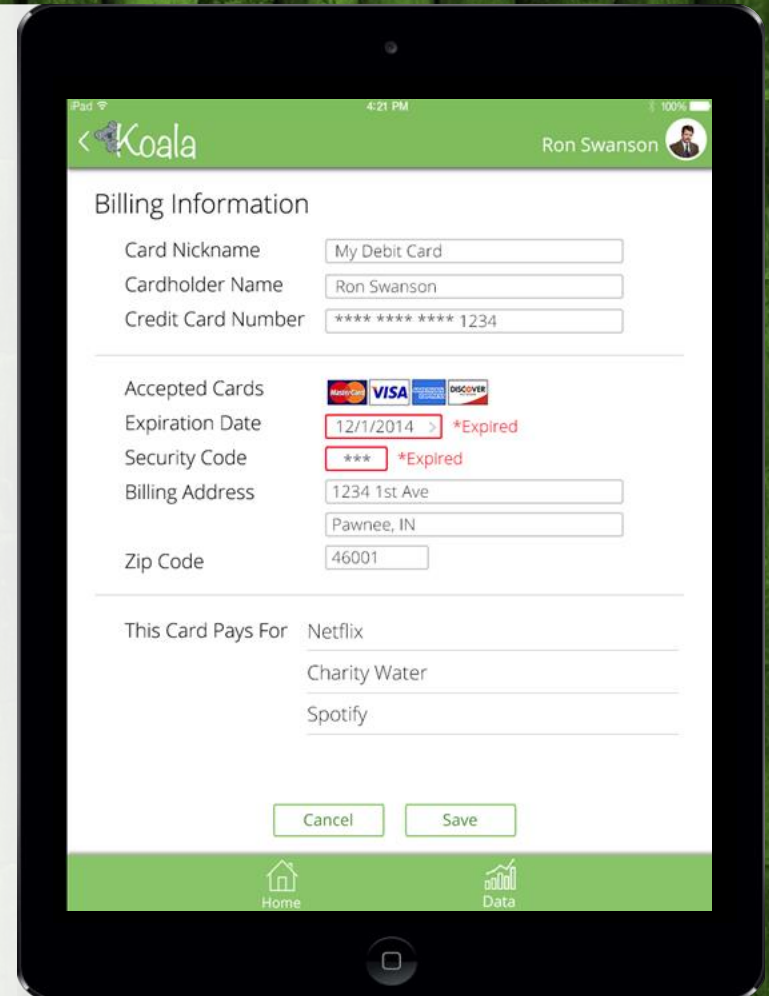 iPad 4:21 PM 100%
Koala Ron Swanson
Billing Information
Card Nickname My Debit Card
Cardholder Name Ron Swanson
Credit Card Number **** **** **** 1234
Accepted Cards MasterCard VISA AMERICAN EXPRESS DISCOVER
Expiration Date 12/1/2014 > *Expired
Security Code *** *Expired
Billing Address 1234 1st Ave
Pawnee, IN
Zip Code 46001
This Card Pays For Netflix
Charity Water
Spotify
Cancel Save
Home Data